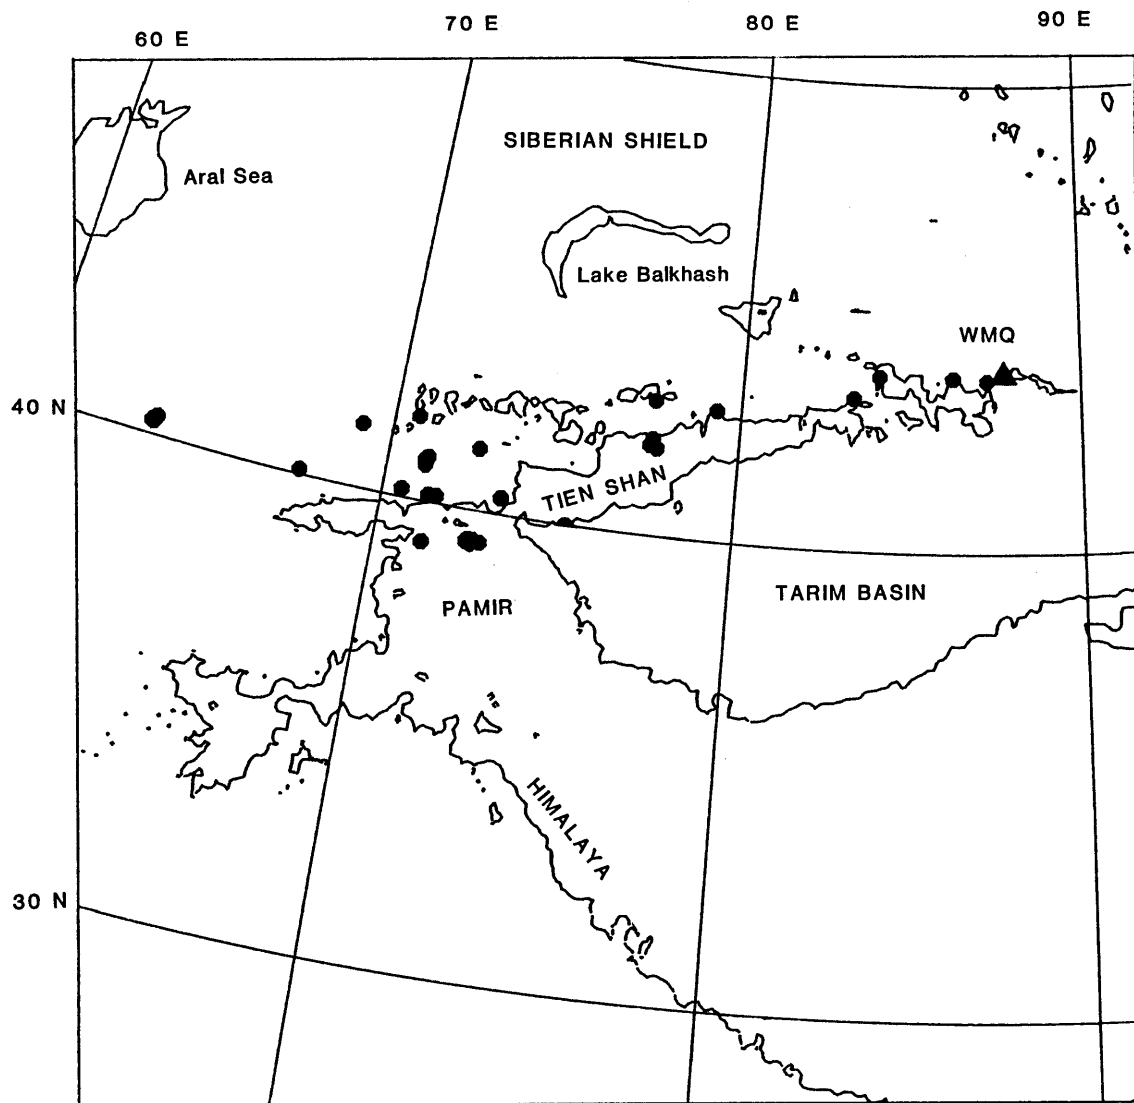 60 E
70 E
80 E
90 E
SIBERIAN SHIELD
Aral Sea
Lake Balkhash
WMQ
40 N
TIEN SHAN
TARIM BASIN
PAMIR
HIMALAYA
30 N